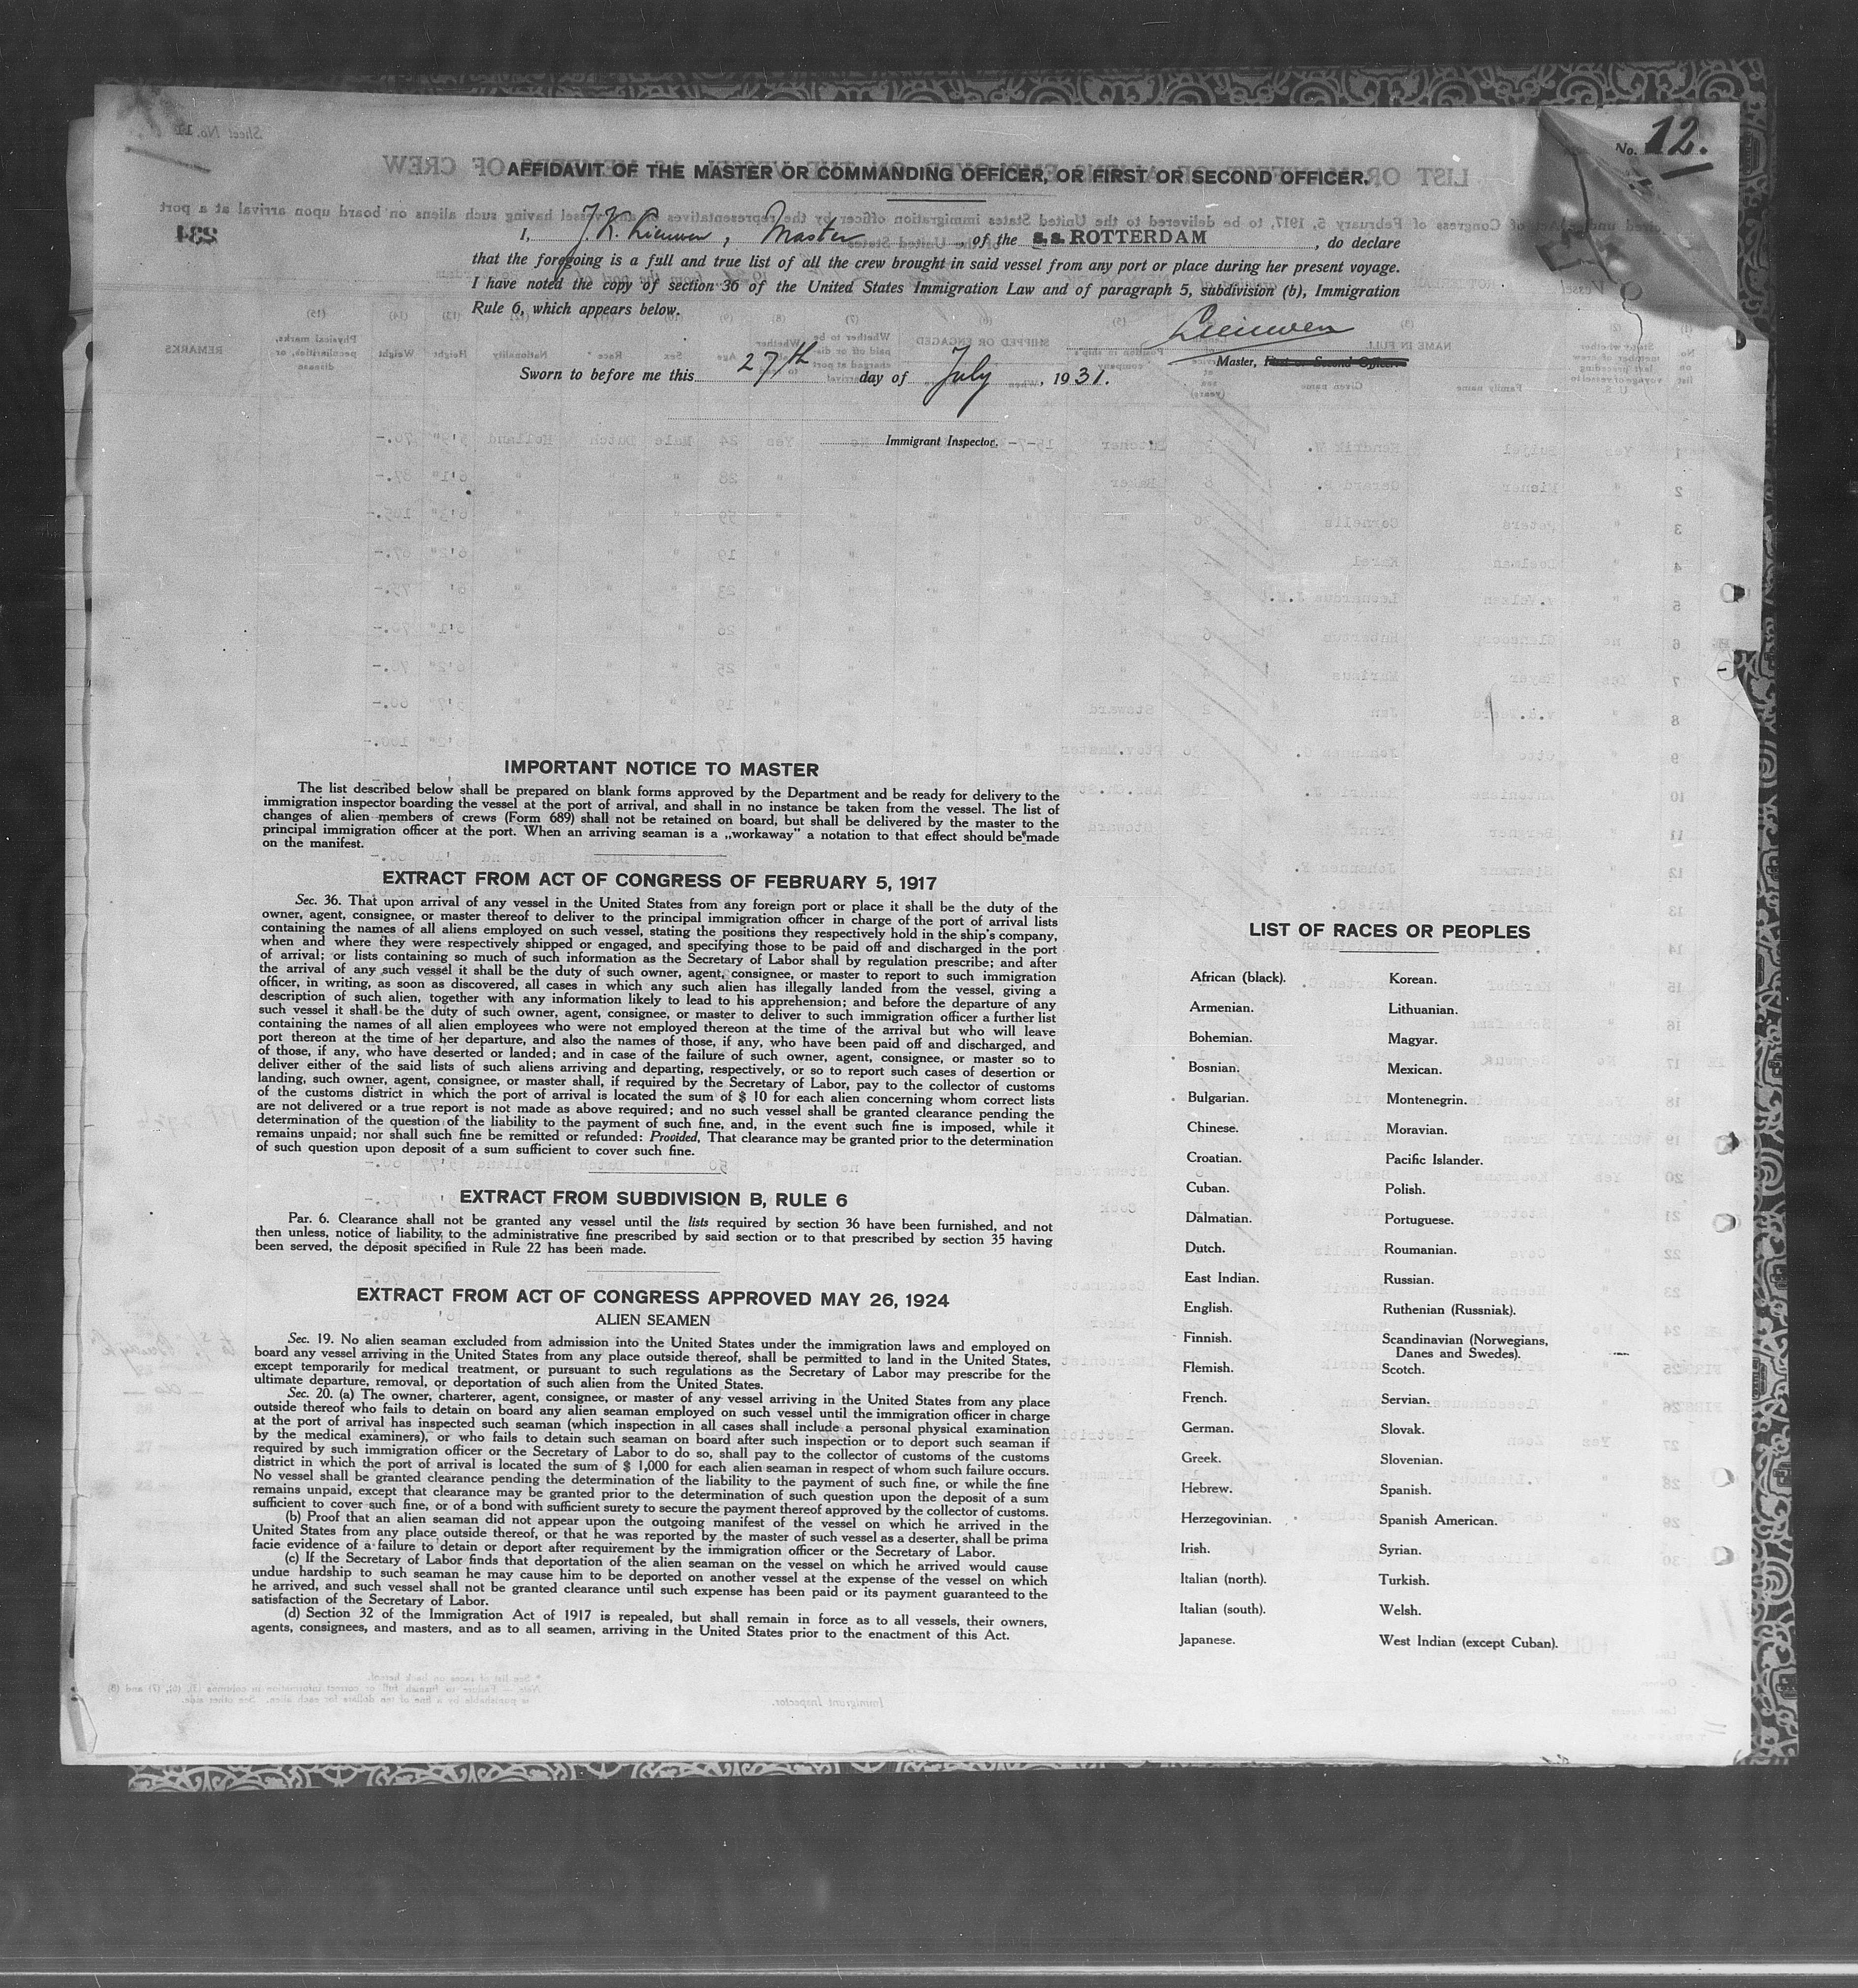 No. 12.
AFFIDAVIT OF THE MASTER OR COMMANDING OFFICER, OR FIRST OR SECOND OFFICER.
I, Master, of the S.S. ROTTERDAM, do declare
that the foregoing is a full and true list of all the crew brought in said vessel from any port or place during her present voyage.
I have noted the copy of section 36 of the United States Immigration Law and of paragraph 5, subdivision (b), Immigration
Rule 6, which appears below.
Master, First or Second Officer.
Sworn to before me this 27th day of July, 1931.
Immigrant Inspector.
IMPORTANT NOTICE TO MASTER
The list described below shall be prepared on blank forms approved by the Department and be ready for delivery to the
immigration inspector boarding the vessel at the port of arrival, and shall in no instance be taken from the vessel. The list of
changes of alien members of crews (Form 689) shall not be retained on board, but shall be delivered by the master to the
principal immigration officer at the port. When an arriving seaman is a „workaway" a notation to that effect should be made
on the manifest.
EXTRACT FROM ACT OF CONGRESS OF FEBRUARY 5, 1917
Sec. 36. That upon arrival of any vessel in the United States from any foreign port or place it shall be the duty of the
owner, agent, consignee, or master thereof to deliver to the principal immigration officer in charge of the port of arrival lists
containing the names of all aliens employed on such vessel, stating the positions they respectively hold in the ship's company,
when and where they were respectively shipped or engaged, and specifying those to be paid off and discharged in the port
of arrival; or lists containing so much of such information as the Secretary of Labor shall by regulation prescribe; and after
the arrival of any such vessel it shall be the duty of such owner, agent, consignee, or master to report to such immigration
officer, in writing, as soon as discovered, all cases in which any such alien has illegally landed from the vessel, giving a
description of such alien, together with any information likely to lead to his apprehension; and before the departure of any
such vessel it shall be the duty of such owner, agent, consignee, or master to deliver to such immigration officer a further list
containing the names of all alien employees who were not employed thereon at the time of the arrival but who will leave
port thereon at the time of her departure, and also the names of those, if any, who have been paid off and discharged, and
of those, if any, who have deserted or landed; and in case of the failure of such owner, agent, consignee, or master so to
deliver either of the said lists of such aliens arriving and departing, respectively, or so to report such cases of desertion or
landing, such owner, agent, consignee, or master shall, if required by the Secretary of Labor, pay to the collector of customs
of the customs district in which the port of arrival is located the sum of $ 10 for each alien concerning whom correct lists
are not delivered or a true report is not made as above required; and no such vessel shall be granted clearance pending the
determination of the question of the liability to the payment of such fine, and, in the event such fine is imposed, while it
remains unpaid; nor shall such fine be remitted or refunded: Provided, That clearance may be granted prior to the determination
of such question upon deposit of a sum sufficient to cover such fine.
EXTRACT FROM SUBDIVISION B, RULE 6
Par. 6. Clearance shall not be granted any vessel until the lists required by section 36 have been furnished, and not
then unless, notice of liability to the administrative fine prescribed by said section or to that prescribed by section 35 having
been served, the deposit specified in Rule 22 has been made.
EXTRACT FROM ACT OF CONGRESS APPROVED MAY 26, 1924
ALIEN SEAMEN
Sec. 19. No alien seaman excluded from admission into the United States under the immigration laws and employed on
board any vessel arriving in the United States from any place outside thereof, shall be permitted to land in the United States,
except temporarily for medical treatment, or pursuant to such regulations as the Secretary of Labor may prescribe for the
ultimate departure, removal, or deportation of such alien from the United States.
Sec. 20. (a) The owner, charterer, agent, consignee, or master of any vessel arriving in the United States from any place
outside thereof who fails to detain on board any alien seaman employed on such vessel until the immigration officer in charge
at the port of arrival has inspected such seaman (which inspection in all cases shall include a personal physical examination
by the medical examiners), or who fails to detain such seaman on board after such inspection or to deport such seaman if
required by such immigration officer or the Secretary of Labor to do so, shall pay to the collector of customs of the customs
district in which the port of arrival is located the sum of $ 1,000 for each alien seaman in respect of whom such failure occurs.
No vessel shall be granted clearance pending the determination of the liability to the payment of such fine, or while the fine
remains unpaid, except that clearance may be granted prior to the determination of such question upon the deposit of a sum
sufficient to cover such fine, or of a bond with sufficient surety to secure the payment thereof approved by the collector of customs.
(b) Proof that an alien seaman did not appear upon the outgoing manifest of the vessel on which he arrived in the
United States from any place outside thereof, or that he was reported by the master of such vessel as a deserter, shall be prima
facie evidence of a failure to detain or deport after requirement by the immigration officer or the Secretary of Labor.
(c) If the Secretary of Labor finds that deportation of the alien seaman on the vessel on which he arrived would cause
undue hardship to such seaman he may cause him to be deported on another vessel at the expense of the vessel on which
he arrived, and such vessel shall not be granted clearance until such expense has been paid or its payment guaranteed to the
satisfaction of the Secretary of Labor.
(d) Section 32 of the Immigration Act of 1917 is repealed, but shall remain in force as to all vessels, their owners,
agents, consignees, and masters, and as to all seamen, arriving in the United States prior to the enactment of this Act.
LIST OF RACES OR PEOPLES
African (black).
Armenian.
Bohemian.
Bosnian.
Bulgarian.
Chinese.
Croatian.
Cuban.
Dalmatian.
Dutch.
East Indian.
English.
Finnish.
Flemish.
French.
German.
Greek.
Hebrew.
Herzegovinian.
Irish.
Italian (north).
Italian (south).
Japanese.
Korean.
Lithuanian.
Magyar.
Mexican.
Montenegrin.
Moravian.
Pacific Islander.
Polish.
Portuguese.
Roumanian.
Russian.
Ruthenian (Russniak).
Scandinavian (Norwegians,
Danes and Swedes).
Scotch.
Servian.
Slovak.
Slovenian.
Spanish.
Spanish American.
Syrian.
Turkish.
Welsh.
West Indian (except Cuban).